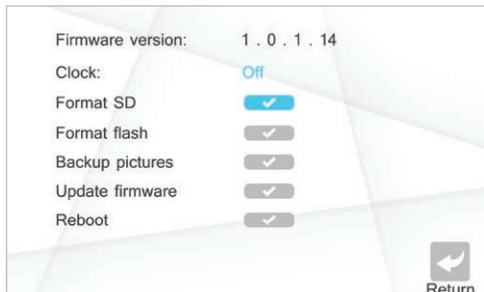 Firmware version: 1 . 0 . 1 . 14
Clock: Off
Format SD
Format flash
Backup pictures
Update firmware
Reboot
Return